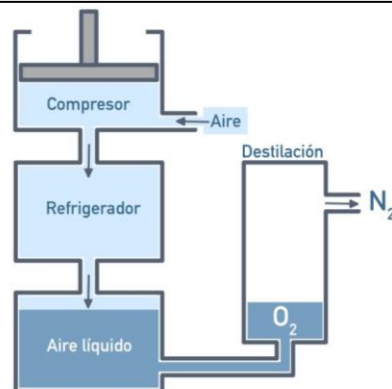 Compresor
Aire
Destilación
Refrigerador
N2
O2
Aire líquido